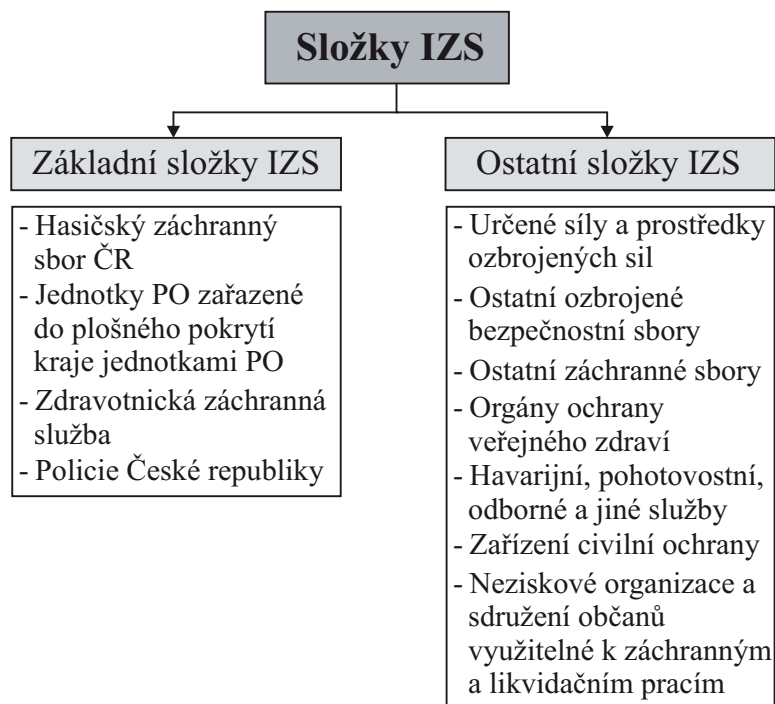 Složky IZS
Základní složky IZS
- Hasičský záchranný
sbor ČR
- Jednotky PO zařazené
do plošného pokrytí
kraje jednotkami PO
- Zdravotnická záchranná
služba
- Policie České republiky
Ostatní složky IZS
- Určené síly a prostředky
ozbrojených sil
- Ostatní ozbrojené
bezpečnostní sbory
- Ostatní záchranné sbory
- Orgány ochrany
veřejného zdraví
- Havarijní, pohotovostní,
odborné a jiné služby
- Zařízení civilní ochrany
- Neziskové organizace a
sdružení občanů
využitelné k záchranným
a likvidačním pracím